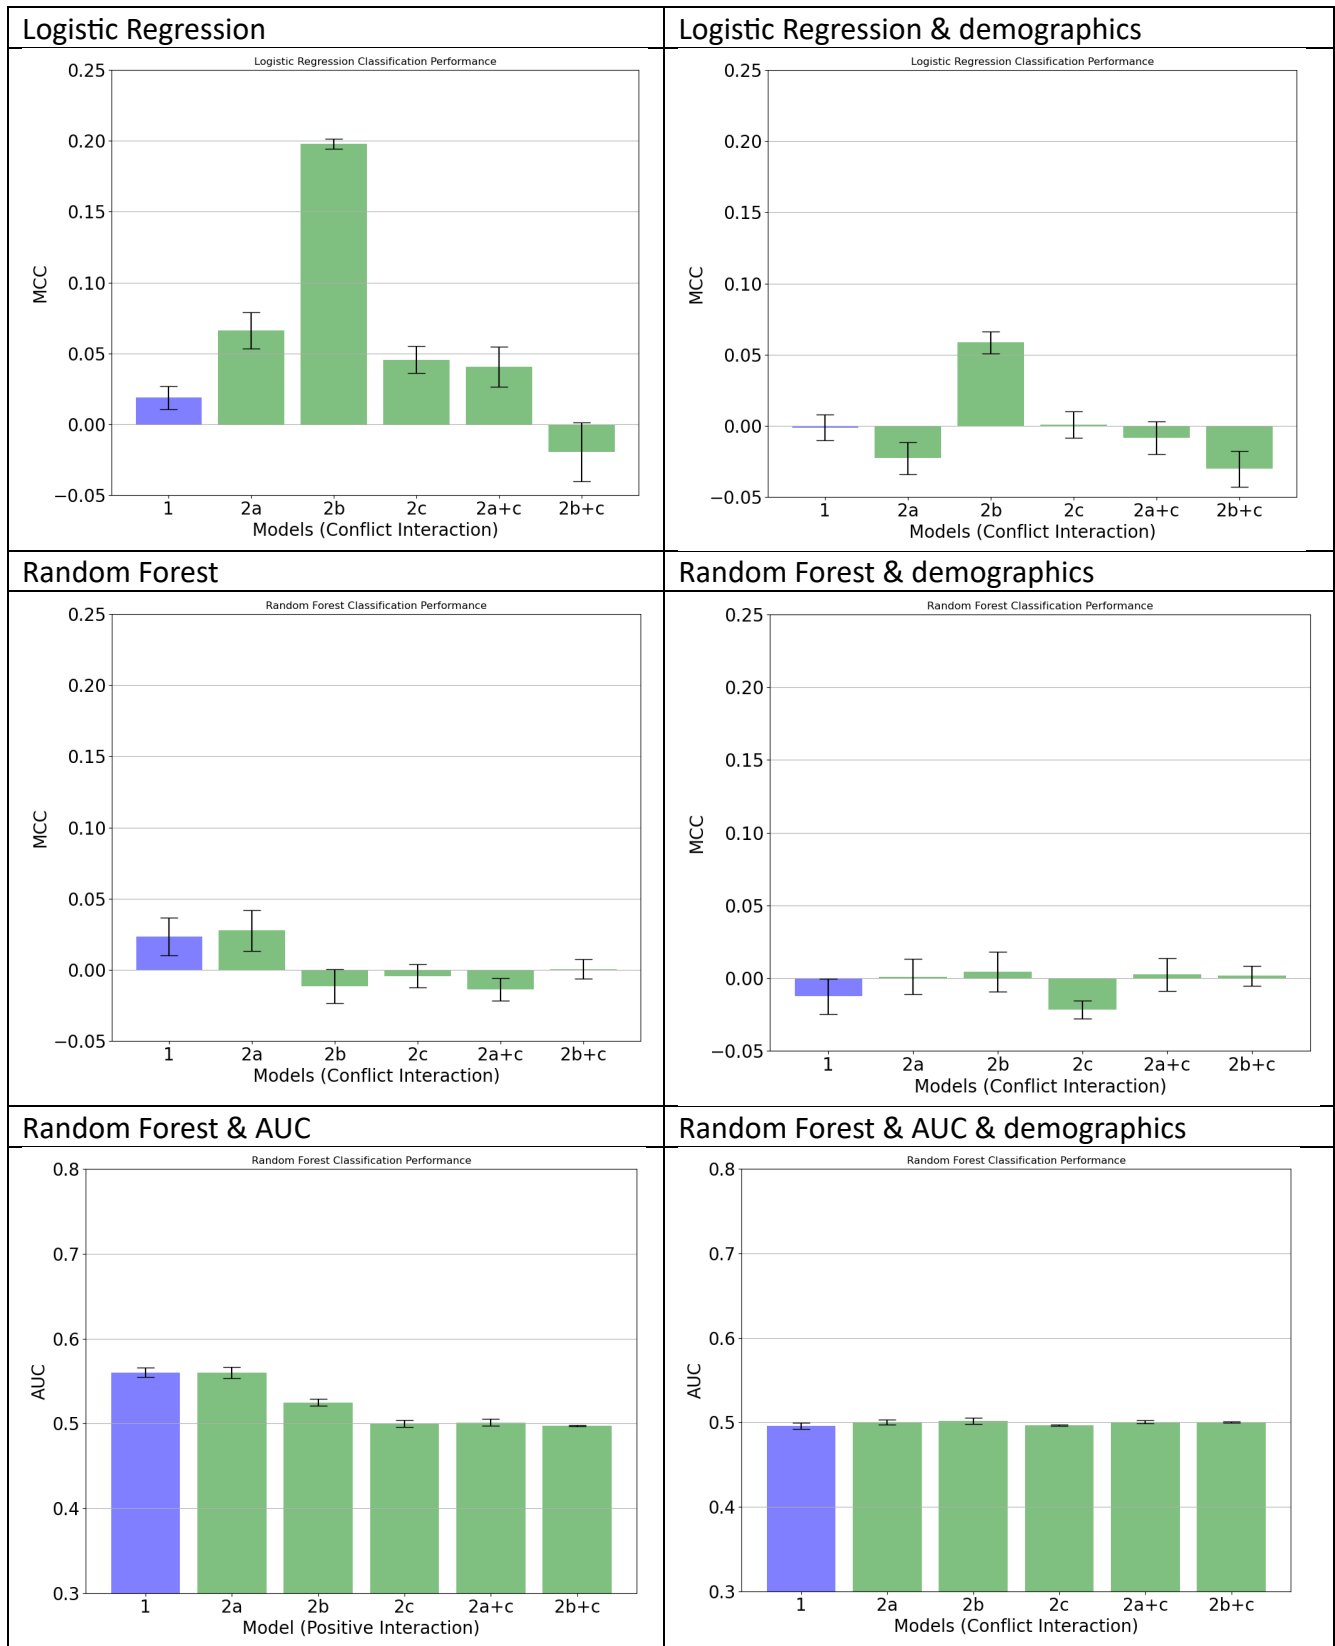 Logistic Regression
Logistic Regression & demographics
Logistic Regression Classification Performance
0.25
0.20
0.15
0.10
0.05
0.00
−0.05
MCC
1 2a 2b 2c 2a+c 2b+c
Models (Conflict Interaction)
Logistic Regression Classification Performance
0.25
0.20
0.15
0.10
0.05
0.00
−0.05
MCC
1 2a 2b 2c 2a+c 2b+c
Models (Conflict Interaction)
Random Forest
Random Forest & demographics
Random Forest Classification Performance
0.25
0.20
0.15
0.10
0.05
0.00
−0.05
MCC
1 2a 2b 2c 2a+c 2b+c
Models (Conflict Interaction)
Random Forest Classification Performance
0.25
0.20
0.15
0.10
0.05
0.00
−0.05
MCC
1 2a 2b 2c 2a+c 2b+c
Models (Conflict Interaction)
Random Forest & AUC
Random Forest & AUC & demographics
Random Forest Classification Performance
0.8
0.7
0.6
0.5
0.4
0.3
AUC
1 2a 2b 2c 2a+c 2b+c
Model (Positive Interaction)
Random Forest Classification Performance
0.8
0.7
0.6
0.5
0.4
0.3
AUC
1 2a 2b 2c 2a+c 2b+c
Models (Conflict Interaction)